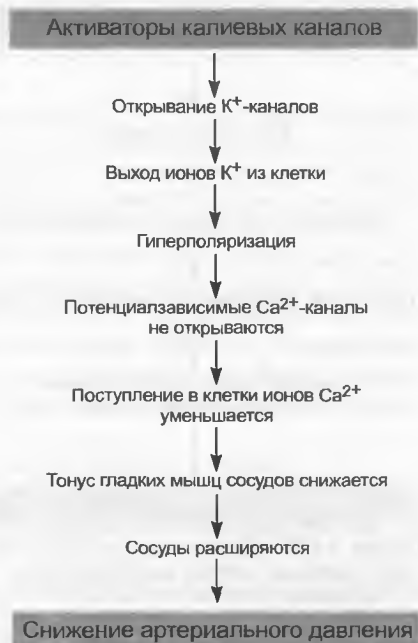 Активаторы калиевых каналов
Открывание K⁺-каналов
Выход ионов K⁺ из клетки
Гиперполяризация
Потенциалзависимые Ca²⁺-каналы
не открываются
Поступление в клетки ионов Ca²⁺
уменьшается
Тонус гладких мышц сосудов снижается
Сосуды расширяются
Снижение артериального давления